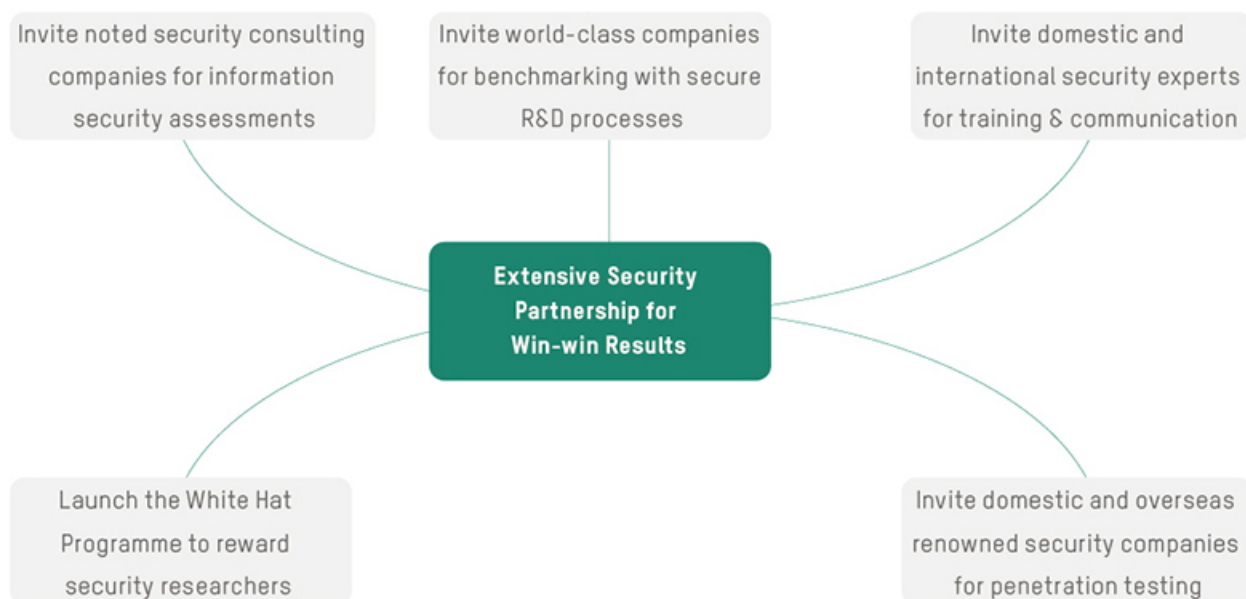 Invite noted security consulting
companies for information
security assessments
Invite world-class companies
for benchmarking with secure
R&D processes
Invite domestic and
international security experts
for training & communication
Extensive Security
Partnership for
Win-win Results
Launch the White Hat
Programme to reward
security researchers
Invite domestic and overseas
renowned security companies
for penetration testing